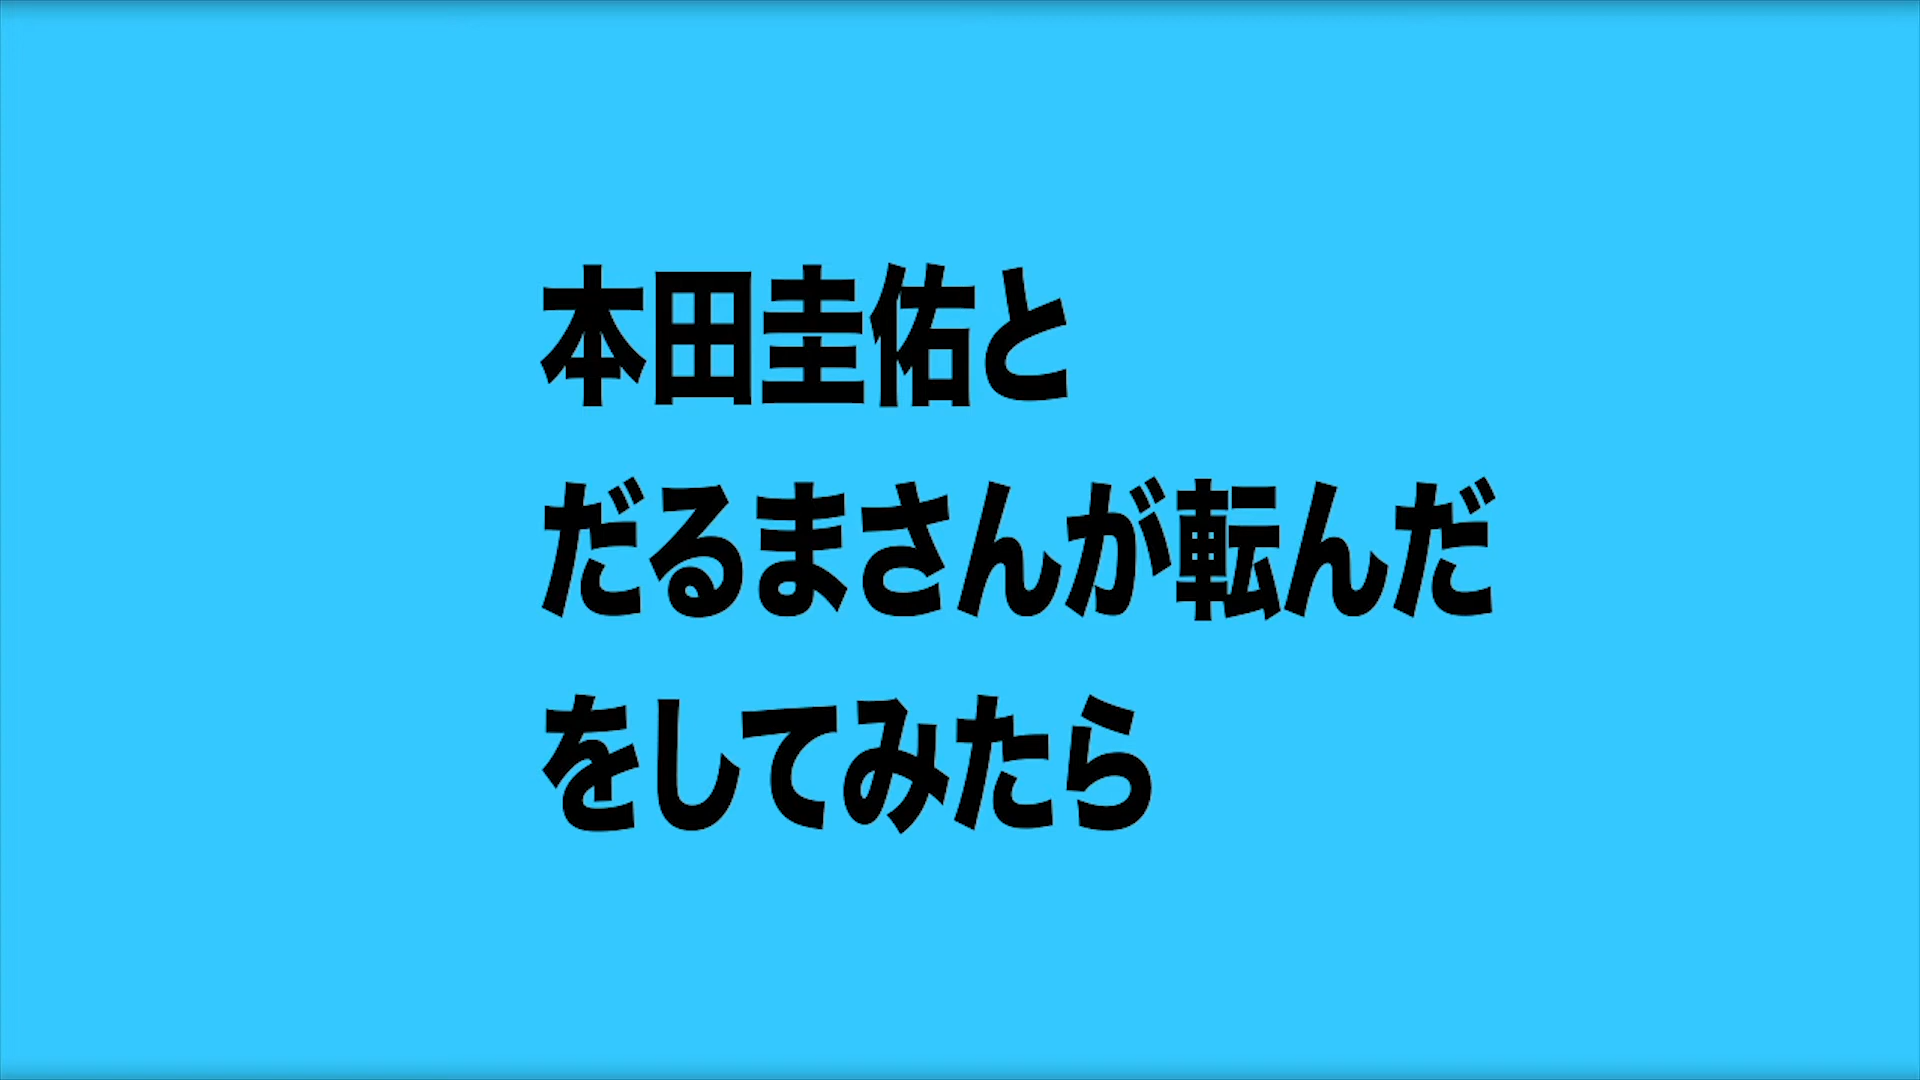 本田圭佑と
だるまさんが転んだ
をしてみたら